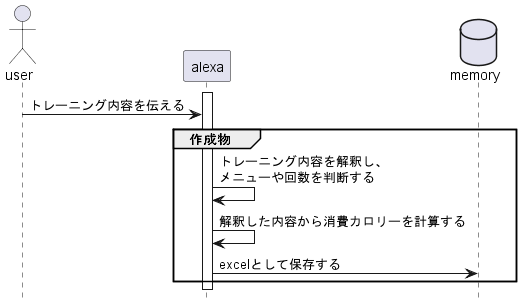 user
alexa
memory
トレーニング内容を伝える
作成物
トレーニング内容を解釈し、
メニューや回数を判断する
解釈した内容から消費カロリーを計算する
excelとして保存する